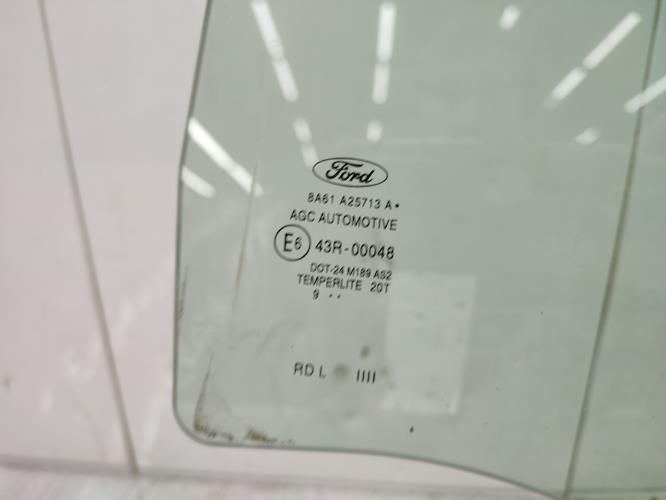 Ford
8A61 A25713 A•
AGC AUTOMOTIVE
E6 43R-00048
DOT-24 M189 AS2
TEMPERLITE 20T
9 ••
RD L IIII